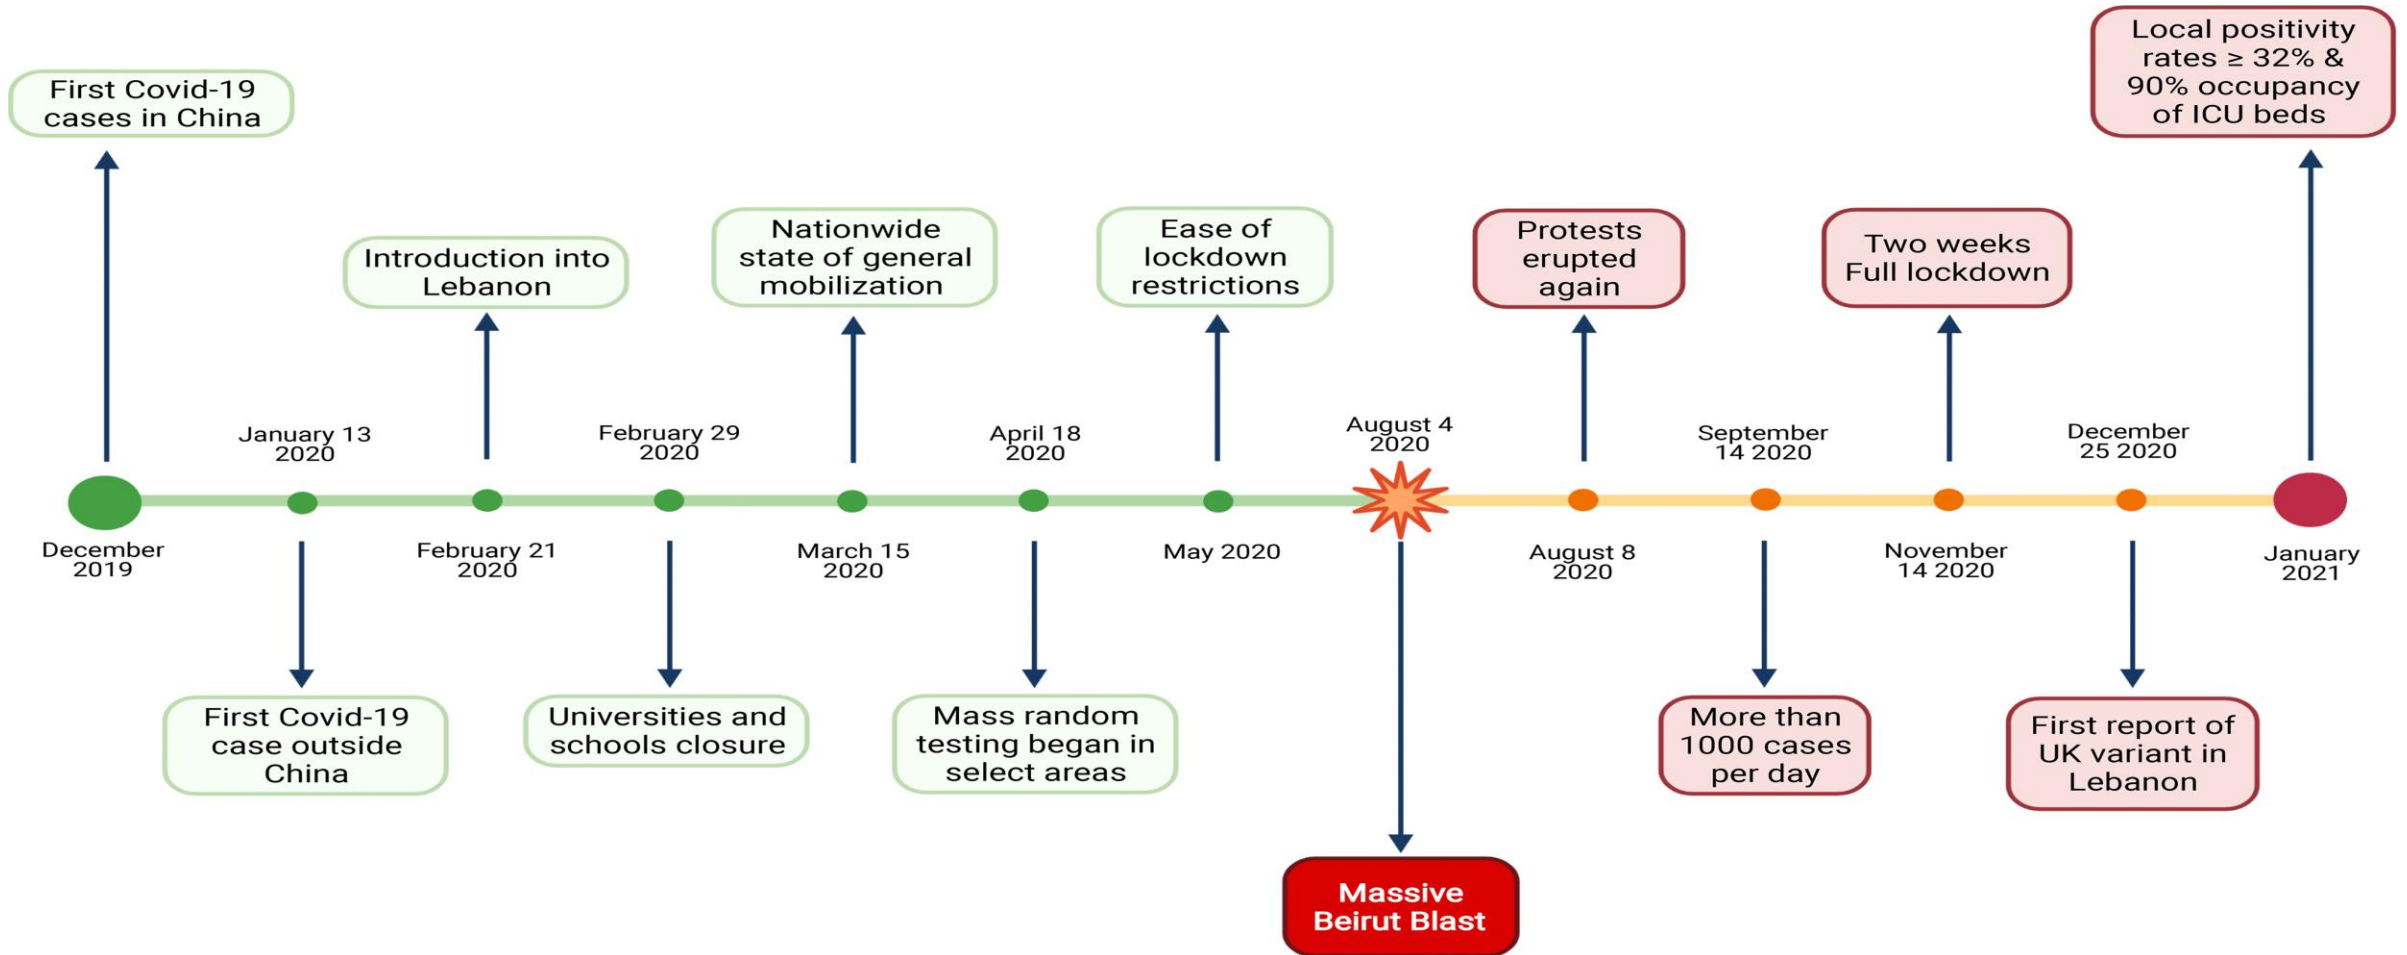 First Covid-19
cases in China
December
2019
January 13
2020
First Covid-19
case outside
China
Introduction into
Lebanon
February 21
2020
February 29
2020
Universities and
schools closure
Nationwide
state of general
mobilization
March 15
2020
April 18
2020
Mass random
testing began in
select areas
Ease of
lockdown
restrictions
May 2020
August 4
2020
Massive
Beirut Blast
Protests
erupted
again
August 8
2020
September
14 2020
More than
1000 cases
per day
Two weeks
Full lockdown
November
14 2020
December
25 2020
First report of
UK variant in
Lebanon
Local positivity
rates ≥ 32% &
90% occupancy
of ICU beds
January
2021